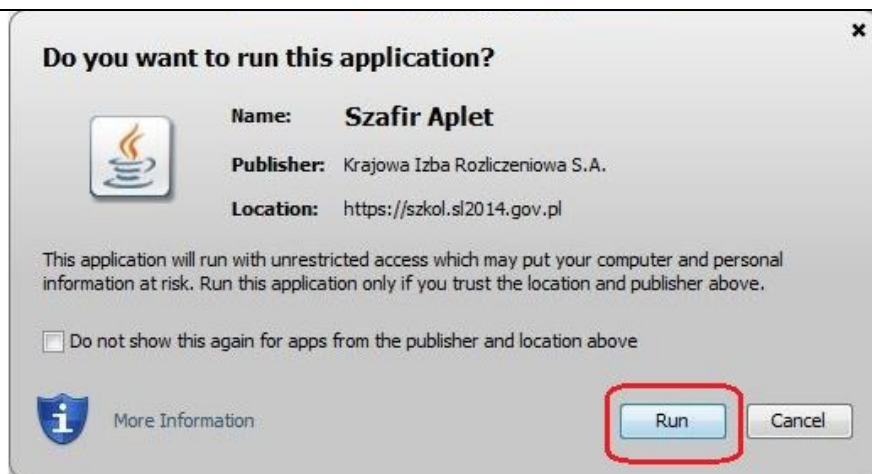 Do you want to run this application?
Name: Szafir Aplet
Publisher: Krajowa Izba Rozliczeniowa S.A.
Location: https://szkol.sl2014.gov.pl
This application will run with unrestricted access which may put your computer and personal
information at risk. Run this application only if you trust the location and publisher above.
Do not show this again for apps from the publisher and location above
More Information
Run
Cancel